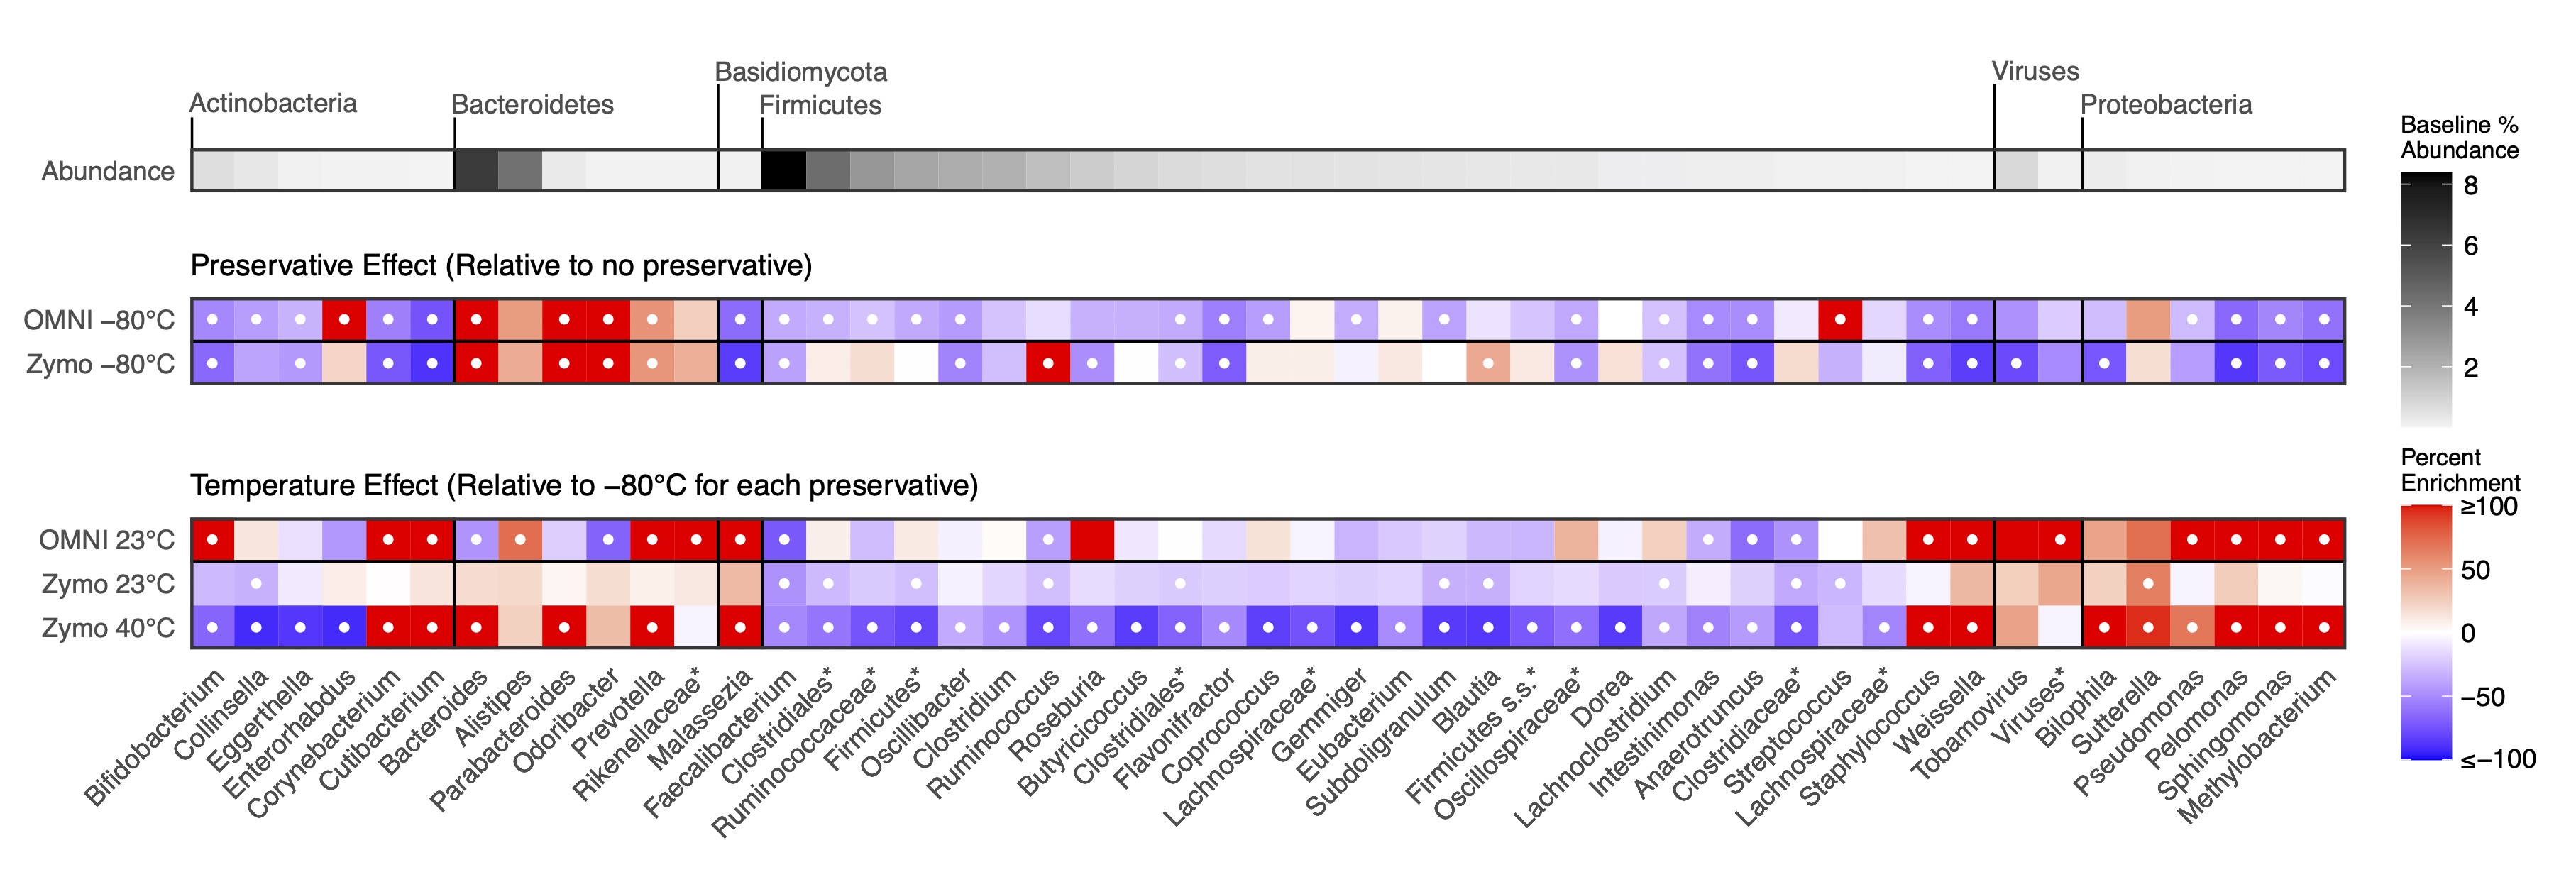 Basidiomycota
Viruses
Actinobacteria
Bacteroidetes
Firmicutes
Proteobacteria
Abundance
Baseline %
Abundance
8
6
4
2
Preservative Effect (Relative to no preservative)
OMNI −80°C
Zymo −80°C
Percent
Enrichment
≥100
50
0
−50
≤−100
Temperature Effect (Relative to −80°C for each preservative)
OMNI 23°C
Zymo 23°C
Zymo 40°C
Bifidobacterium
Collinsella
Eggerthella
Enterorhabdus
Corynebacterium
Cutibacterium
Bacteroides
Alistipes
Parabacteroides
Odoribacter
Prevotella
Rikenellaceae*
Malassezia
Faecalibacterium
Clostridiales*
Ruminococcaceae*
Firmicutes*
Oscillibacter
Clostridium
Ruminococcus
Roseburia
Butyricicoccus
Clostridiales*
Flavonifractor
Coprococcus
Lachnospiraceae*
Gemmiger
Eubacterium
Subdoligranulum
Blautia
Firmicutes s.s.*
Oscillospiraceae*
Dorea
Lachnoclostridium
Intestinimonas
Anaerotruncus
Clostridiaceae*
Streptococcus
Lachnospiraceae*
Staphylococcus
Weissella
Tobamovirus
Viruses*
Bilophila
Sutterella
Pseudomonas
Pelomonas
Sphingomonas
Methylobacterium